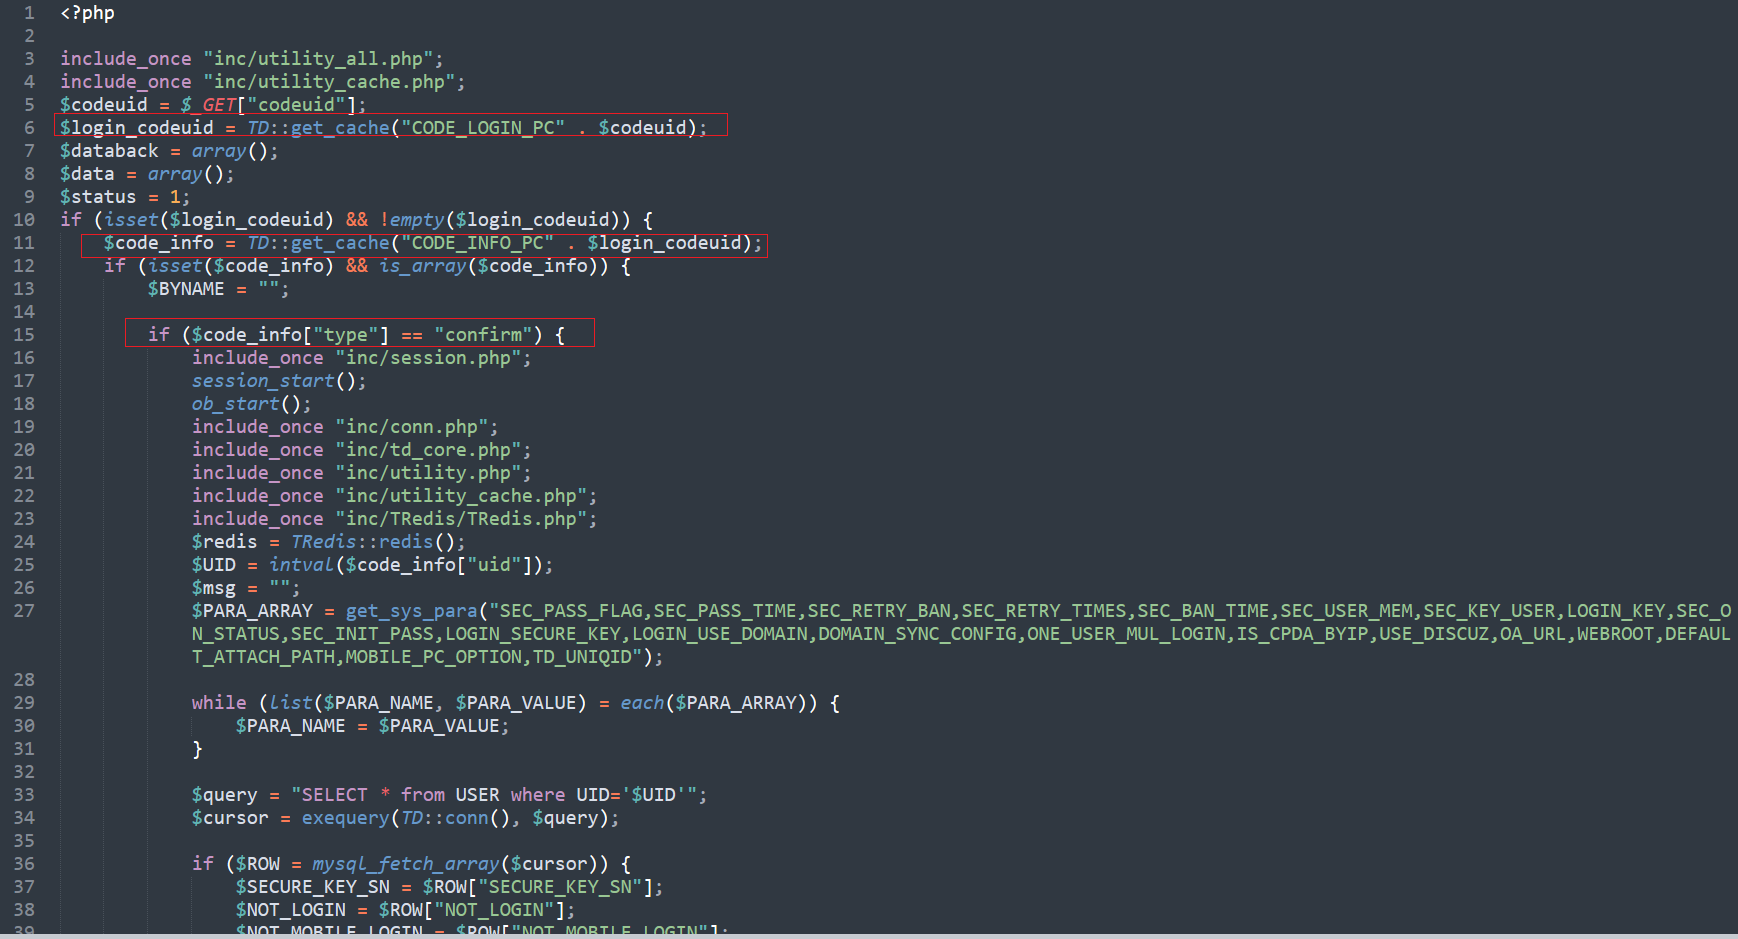 1 <?php
2
3 include_once "inc/utility_all.php";
4 include_once "inc/utility_cache.php";
5 $codeuid = $_GET["codeuid"];
6 $login_codeuid = TD::get_cache("CODE_LOGIN_PC" . $codeuid);
7 $databack = array();
8 $data = array();
9 $status = 1;
10 if (isset($login_codeuid) && !empty($login_codeuid)) {
11 $code_info = TD::get_cache("CODE_INFO_PC" . $login_codeuid);
12 if (isset($code_info) && is_array($code_info)) {
13 $BYNAME = "";
14
15 if ($code_info["type"] == "confirm") {
16 include_once "inc/session.php";
17 session_start();
18 ob_start();
19 include_once "inc/conn.php";
20 include_once "inc/td_core.php";
21 include_once "inc/utility.php";
22 include_once "inc/utility_cache.php";
23 include_once "inc/TRedis/TRedis.php";
24 $redis = TRedis::redis();
25 $UID = intval($code_info["uid"]);
26 $msg = "";
27 $PARA_ARRAY = get_sys_para("SEC_PASS_FLAG,SEC_PASS_TIME,SEC_RETRY_BAN,SEC_RETRY_TIMES,SEC_BAN_TIME,SEC_USER_MEM,SEC_KEY_USER,LOGIN_KEY,SEC_O
N_STATUS,SEC_INIT_PASS,LOGIN_SECURE_KEY,LOGIN_USE_DOMAIN,DOMAIN_SYNC_CONFIG,ONE_USER_MUL_LOGIN,IS_CPDA_BYIP,USE_DISCUZ,OA_URL,WEBROOT,DEFAUL
T_ATTACH_PATH,MOBILE_PC_OPTION,TD_UNIQID");
28
29 while (list($PARA_NAME, $PARA_VALUE) = each($PARA_ARRAY)) {
30 $PARA_NAME = $PARA_VALUE;
31 }
32
33 $query = "SELECT * from USER where UID='$UID'";
34 $cursor = exequery(TD::conn(), $query);
35
36 if ($ROW = mysql_fetch_array($cursor)) {
37 $SECURE_KEY_SN = $ROW["SECURE_KEY_SN"];
38 $NOT_LOGIN = $ROW["NOT_LOGIN"];
39 $NOT_MOBILE_LOGIN = $ROW["NOT_MOBILE_LOGIN"];